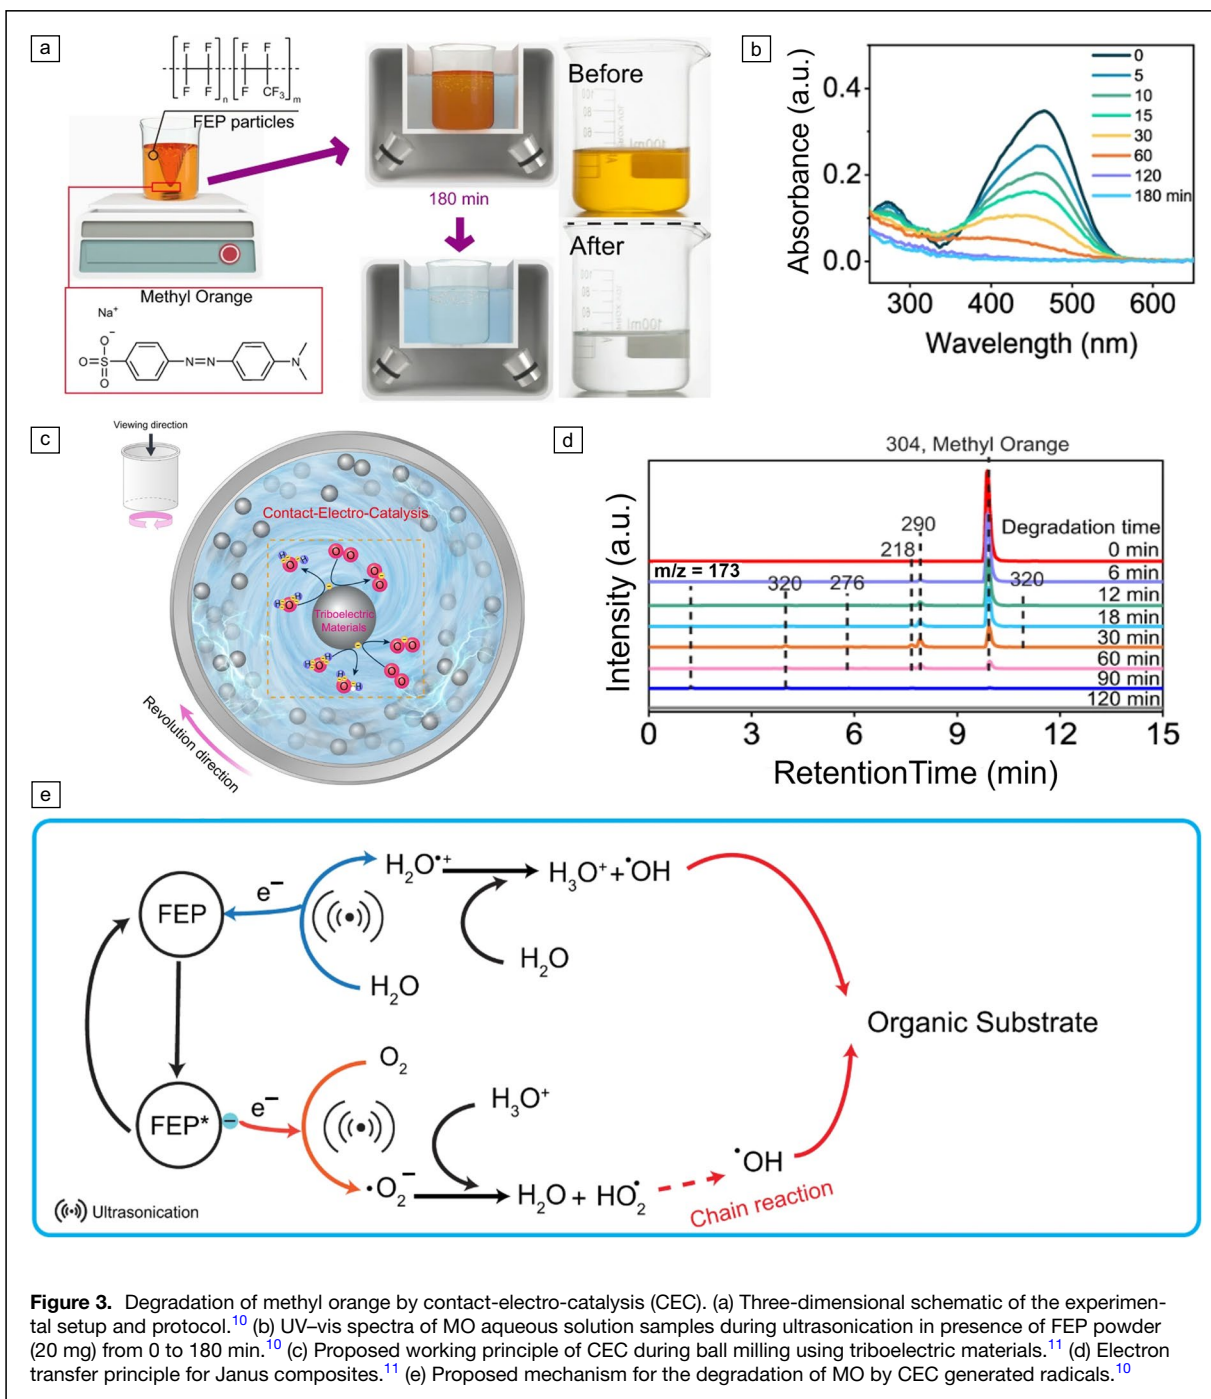 a
F F F F
F F F CF3
n m
FEP particles
Methyl Orange
Na+
O-
O=S
O
N=N
N
180 min
Before
100ml
After
100ml
b
Absorbance (a.u.)
0.4
0.2
0.0
300 400 500 600
Wavelength (nm)
0
5
10
15
30
60
120
180 min
c
Viewing direction
Contact-Electro-Catalysis
Triboelectric
Materials
Revolution direction
d
304, Methyl Orange
Intensity (a.u.)
290
218
m/z = 173
320
276
320
Degradation time
0 min
6 min
12 min
18 min
30 min
60 min
90 min
120 min
0 3 6 9 12 15
RetentionTime (min)
e
FEP
e−
H2O•+
H3O+ + •OH
H2O
H2O
Organic Substrate
FEP*
−
e−
O2
•O2−
H3O+
H2O + HO2•
•OH
Chain reaction
Ultrasonication
Figure 3. Degradation of methyl orange by contact-electro-catalysis (CEC). (a) Three-dimensional schematic of the experimen-
tal setup and protocol.10 (b) UV–vis spectra of MO aqueous solution samples during ultrasonication in presence of FEP powder
(20 mg) from 0 to 180 min.10 (c) Proposed working principle of CEC during ball milling using triboelectric materials.11 (d) Electron
transfer principle for Janus composites.11 (e) Proposed mechanism for the degradation of MO by CEC generated radicals.10